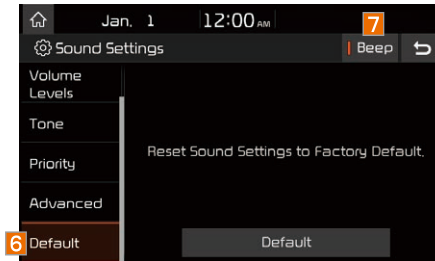 Jan. 1 12:00 AM
7
Sound Settings Beep
Volume
Levels
Tone
Priority
Reset Sound Settings to Factory Default.
Advanced
6 Default Default